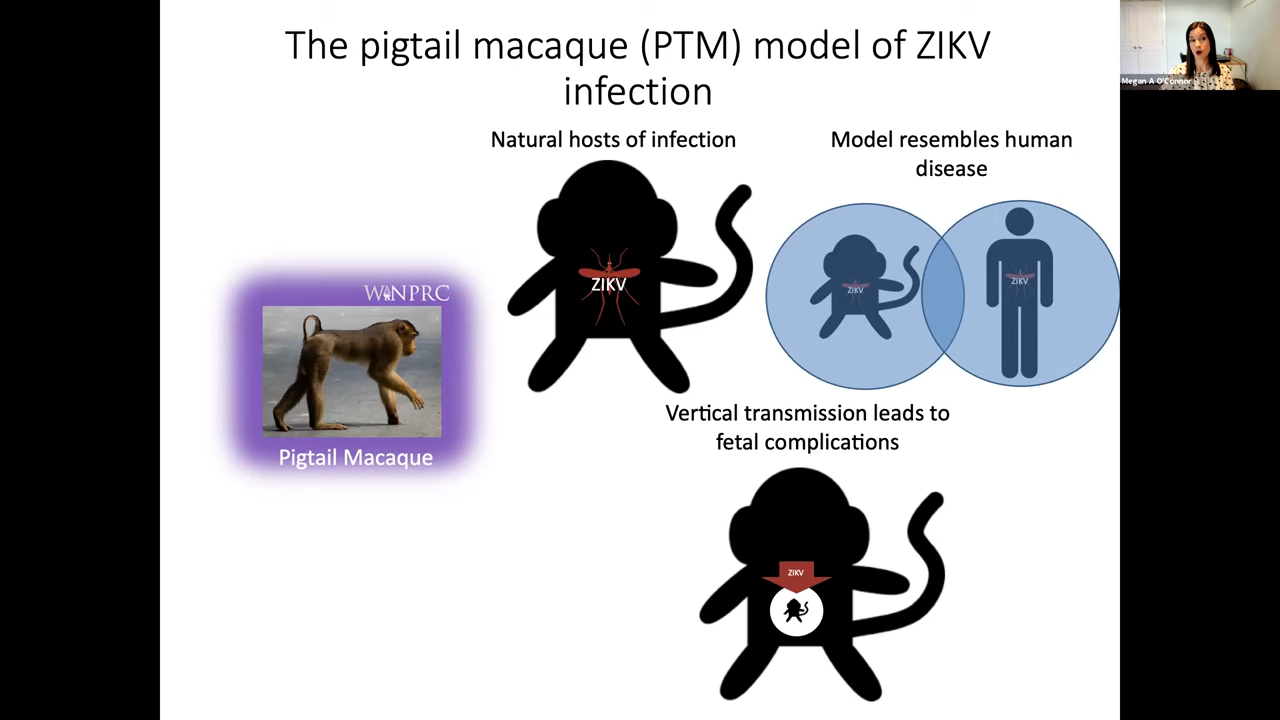 The pigtail macaque (PTM) model of ZIKV
infection
Megan A O'Connor
Natural hosts of infection
Model resembles human
disease
ZIKV
ZIKV
ZIKV
WaNPRC
Pigtail Macaque
Vertical transmission leads to
fetal complications
ZIKV